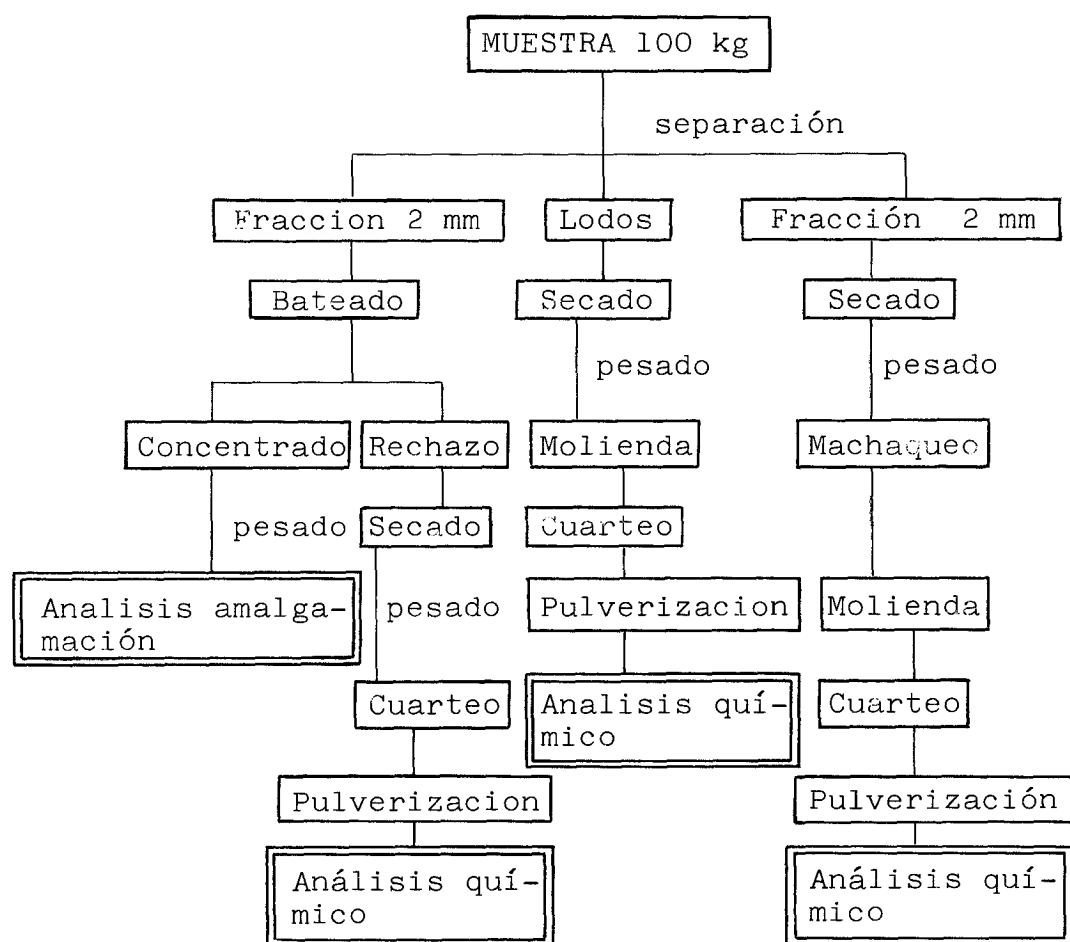 MUESTRA 100 kg
separación
Fraccion 2 mm
Lodos
Fracción 2 mm
Bateado
Secado
Secado
pesado
pesado
Concentrado
Rechazo
Molienda
Machaqueo
pesado
Secado
Cuarteo
Analisis amalga-
mación
pesado
Pulverizacion
Molienda
Cuarteo
Analisis quí-
mico
Cuarteo
Pulverizacion
Pulverización
Análisis quí-
mico
Análisis quí-
mico